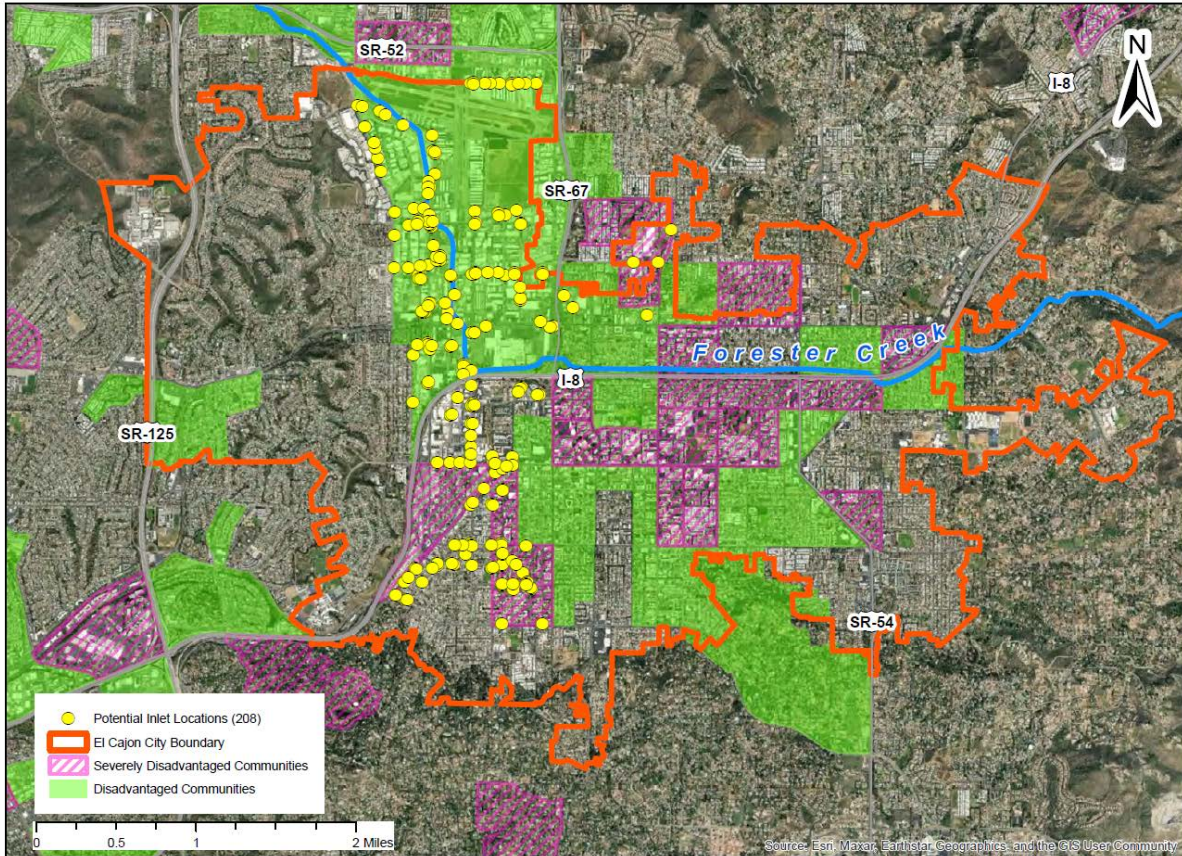 SR-52
N
I-8
SR-67
Forester Creek
I-8
SR-125
SR-54
Potential Inlet Locations (208)
El Cajon City Boundary
Severely Disadvantaged Communities
Disadvantaged Communities
0 0.5 1 2 Miles
Source: Esri, Maxar, Earthstar Geographics, and the GIS User Community